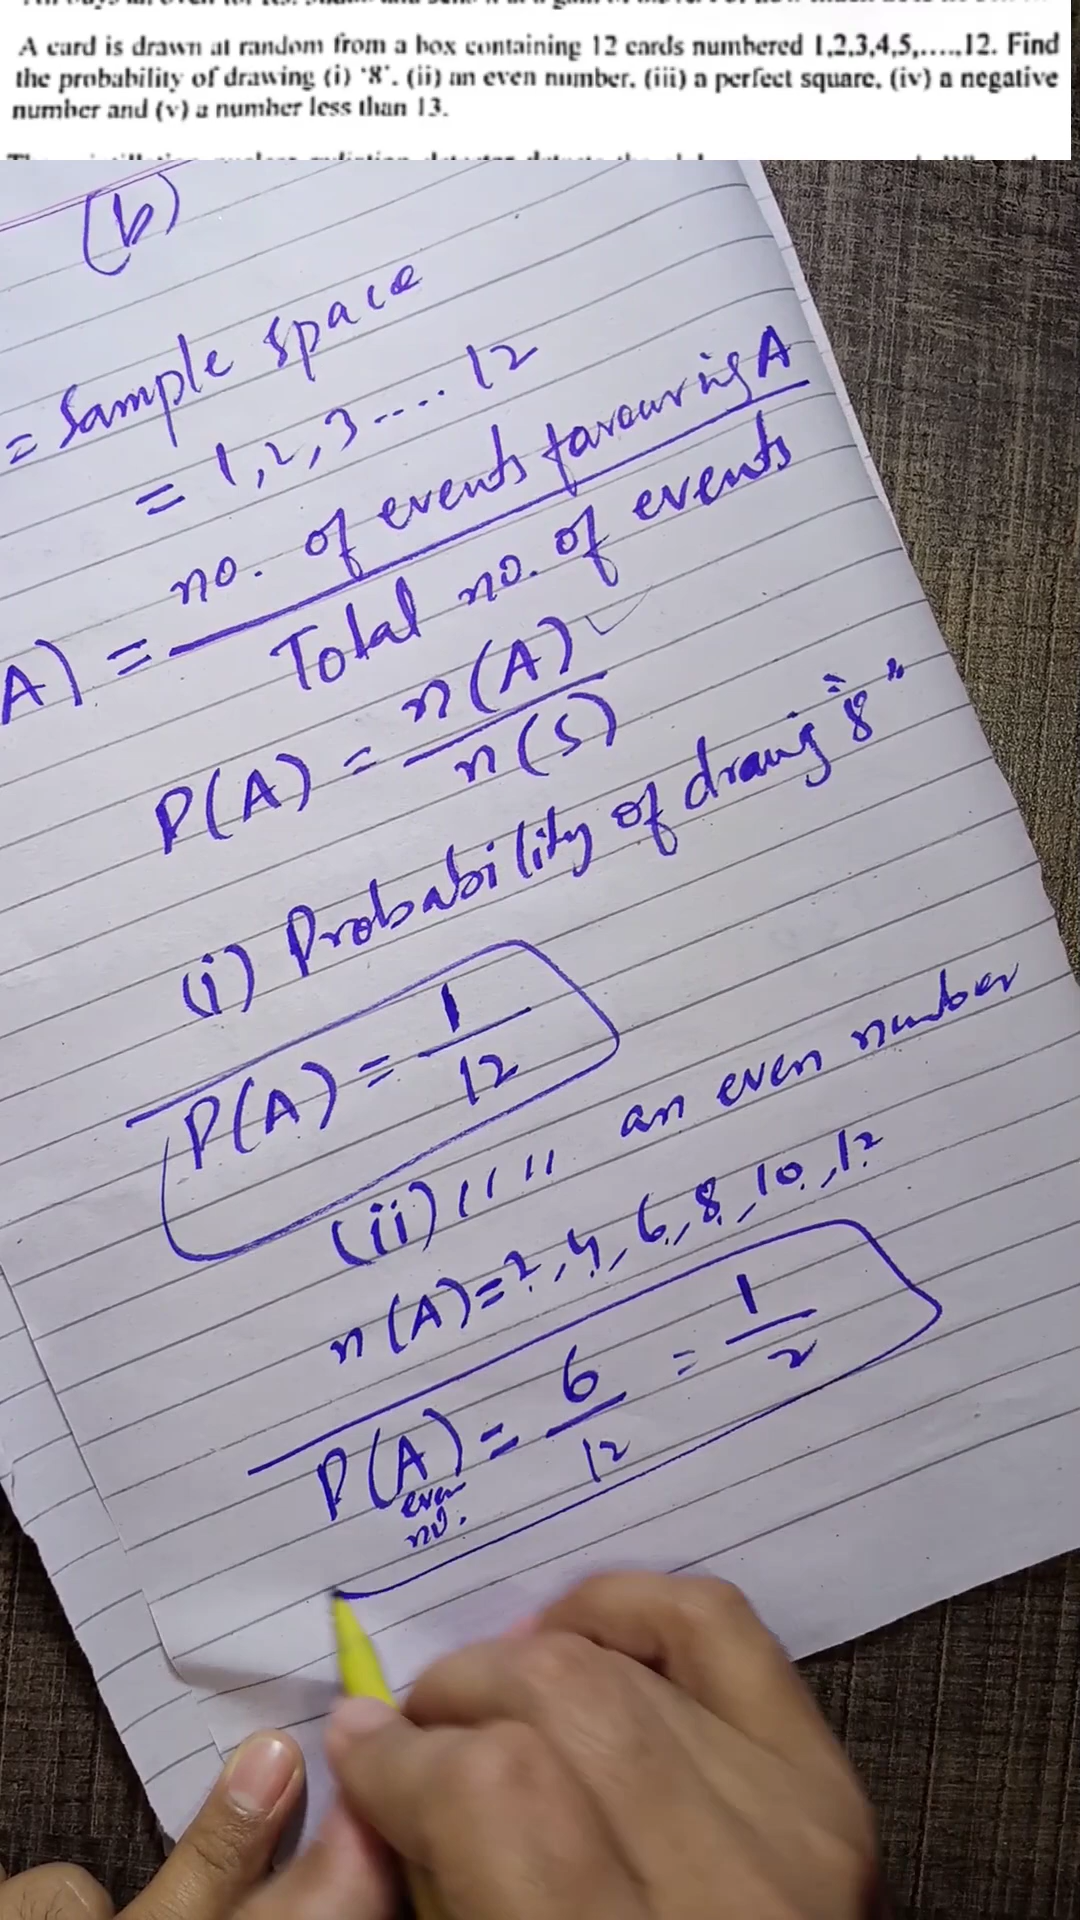 A card is drawn at random from a box containing 12 cards numbered 1,2,3,4,5,.....12. Find
the probability of drawing (i) '8'. (ii) an even number. (iii) a perfect square, (iv) a negative
number and (v) a number less than 13.
(b)
= Sample space
= 1,2,3....12
no. of events favouring A
A) =
Total no. of events
P(A) = n(A)
n(S)
(i) Probability of drawig "8"
P(A) = 1
12
(ii) '' '' an even number
n(A)=2,4,6,8,10,12
P(A) = 6 = 1
12 2
even
no.